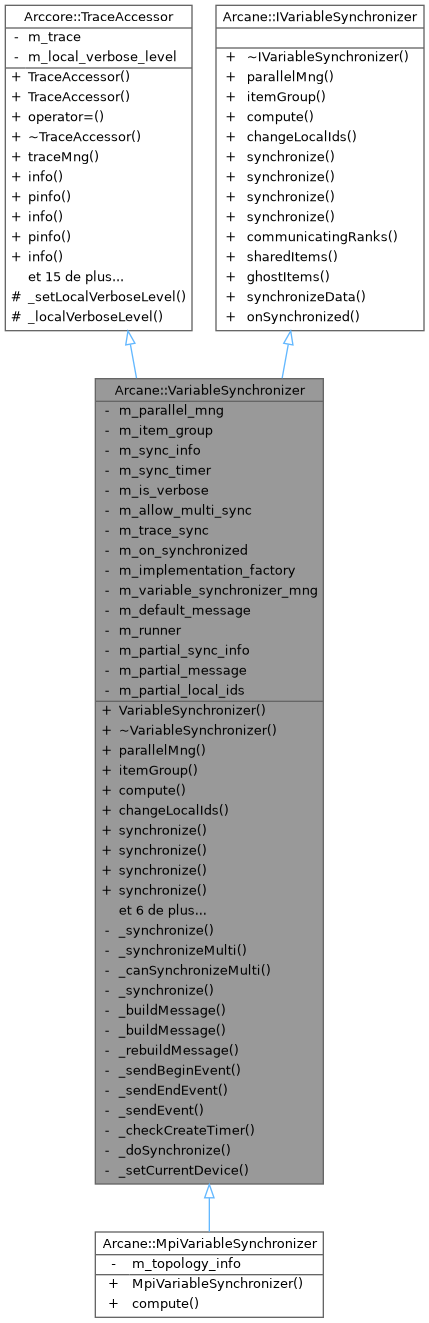 Arccore::TraceAccessor
- m_trace
- m_local_verbose_level
+ TraceAccessor()
+ TraceAccessor()
+ operator=()
+ ~TraceAccessor()
+ traceMng()
+ info()
+ pinfo()
+ info()
+ pinfo()
+ info()
et 15 de plus...
# _setLocalVerboseLevel()
# _localVerboseLevel()
Arcane::IVariableSynchronizer
+ ~IVariableSynchronizer()
+ parallelMng()
+ itemGroup()
+ compute()
+ changeLocalIds()
+ synchronize()
+ synchronize()
+ synchronize()
+ synchronize()
+ communicatingRanks()
+ sharedItems()
+ ghostItems()
+ synchronizeData()
+ onSynchronized()
Arcane::VariableSynchronizer
- m_parallel_mng
- m_item_group
- m_sync_info
- m_sync_timer
- m_is_verbose
- m_allow_multi_sync
- m_trace_sync
- m_on_synchronized
- m_implementation_factory
- m_variable_synchronizer_mng
- m_default_message
- m_runner
- m_partial_sync_info
- m_partial_message
- m_partial_local_ids
+ VariableSynchronizer()
+ ~VariableSynchronizer()
+ parallelMng()
+ itemGroup()
+ compute()
+ changeLocalIds()
+ synchronize()
+ synchronize()
+ synchronize()
+ synchronize()
et 6 de plus...
- _synchronize()
- _synchronizeMulti()
- _canSynchronizeMulti()
- _synchronize()
- _buildMessage()
- _buildMessage()
- _rebuildMessage()
- _sendBeginEvent()
- _sendEndEvent()
- _sendEvent()
- _checkCreateTimer()
- _doSynchronize()
- _setCurrentDevice()
Arcane::MpiVariableSynchronizer
- m_topology_info
+ MpiVariableSynchronizer()
+ compute()